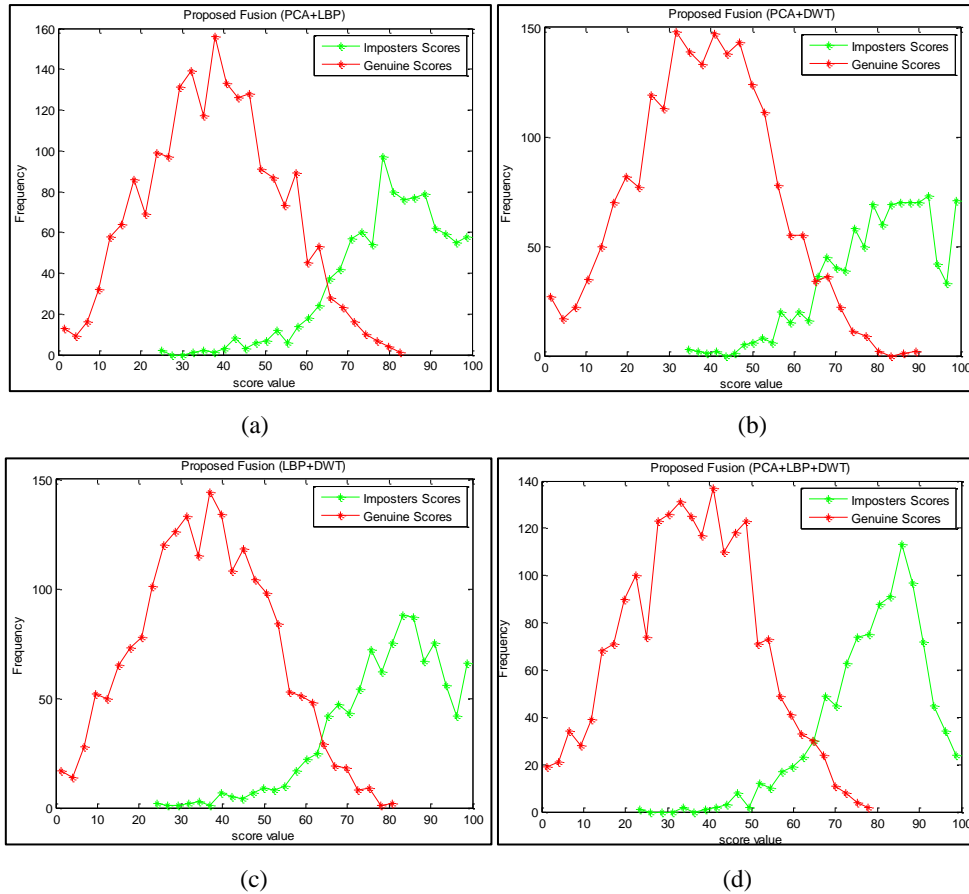 Proposed Fusion (PCA+LBP)
160
140
120
100
80
60
40
20
0
Frequency
Imposters Scores
Genuine Scores
0 10 20 30 40 50 60 70 80 90 100
score value
(a)
Proposed Fusion (PCA+DWT)
150
100
50
0
Frequency
Imposters Scores
Genuine Scores
0 10 20 30 40 50 60 70 80 90 100
score value
(b)
Proposed Fusion (LBP+DWT)
150
100
50
0
Frequency
Imposters Scores
Genuine Scores
0 10 20 30 40 50 60 70 80 90 100
score value
(c)
Proposed Fusion (PCA+LBP+DWT)
140
120
100
80
60
40
20
0
Frequency
Imposters Scores
Genuine Scores
0 10 20 30 40 50 60 70 80 90 100
score value
(d)